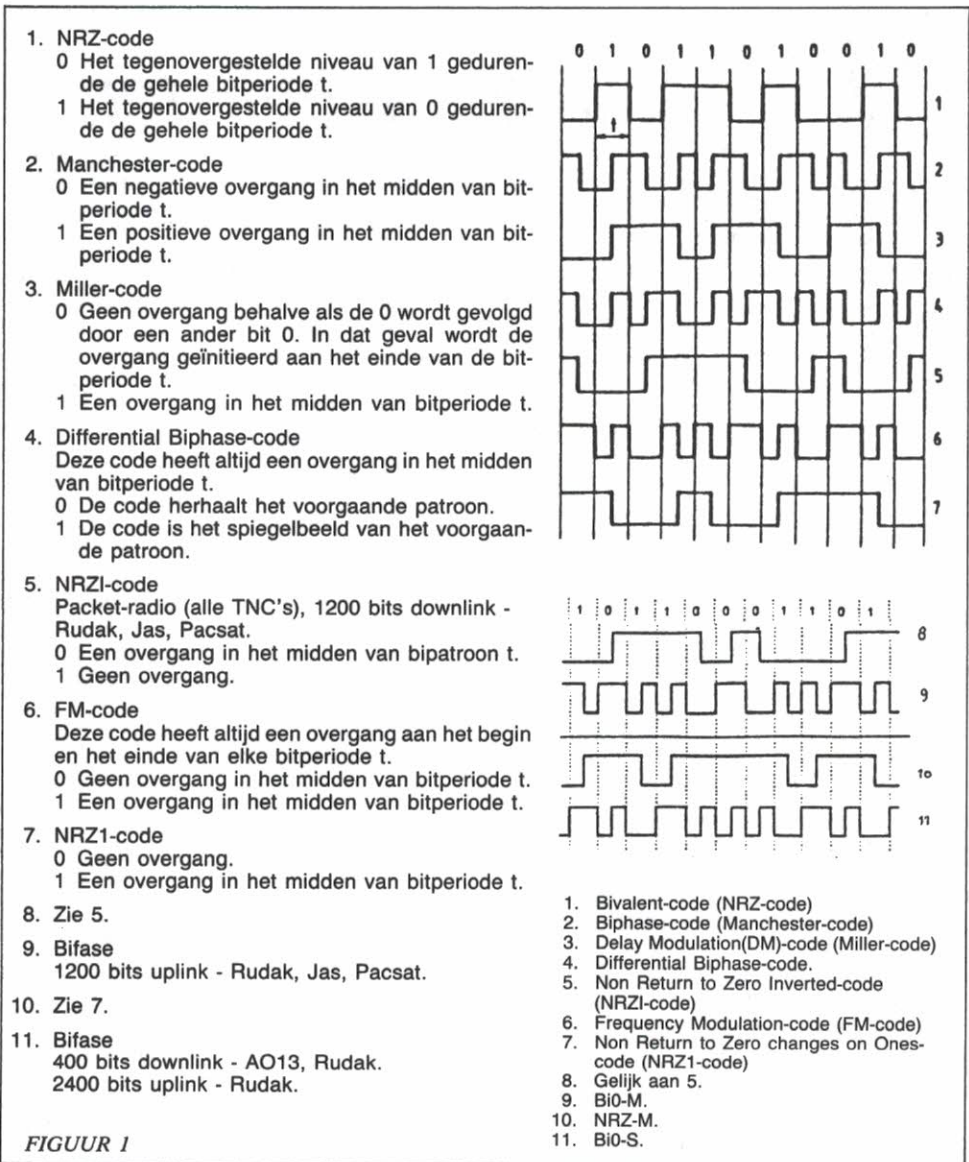 1. NRZ-code
0 Het tegenovergestelde niveau van 1 geduren-
de de gehele bitperiode t.
1 Het tegenovergestelde niveau van 0 geduren-
de de gehele bitperiode t.
2. Manchester-code
0 Een negatieve overgang in het midden van bit-
periode t.
1 Een positieve overgang in het midden van bit-
periode t.
3. Miller-code
0 Geen overgang behalve als de 0 wordt gevolgd
door een ander bit 0. In dat geval wordt de
overgang geïnitieerd aan het einde van de bit-
periode t.
1 Een overgang in het midden van bitperiode t.
4. Differential Biphase-code
Deze code heeft altijd een overgang in het midden
van bitperiode t.
0 De code herhaalt het voorgaande patroon.
1 De code is het spiegelbeeld van het voorgaan-
de patroon.
5. NRZI-code
Packet-radio (alle TNC's), 1200 bits downlink -
Rudak, Jas, Pacsat.
0 Een overgang in het midden van bipatroon t.
1 Geen overgang.
6. FM-code
Deze code heeft altijd een overgang aan het begin
en het einde van elke bitperiode t.
0 Geen overgang in het midden van bitperiode t.
1 Een overgang in het midden van bitperiode t.
7. NRZ1-code
0 Geen overgang.
1 Een overgang in het midden van bitperiode t.
8. Zie 5.
9. Bifase
1200 bits uplink - Rudak, Jas, Pacsat.
10. Zie 7.
11. Bifase
400 bits downlink - AO13, Rudak.
2400 bits uplink - Rudak.
FIGUUR 1
0 1 0 1 1 0 1 0 0 1 0
1
t
2
3
4
5
6
7
1 0 1 1 0 0 0 1 1 0 1
8
9
10
11
1. Bivalent-code (NRZ-code)
2. Biphase-code (Manchester-code)
3. Delay Modulation(DM)-code (Miller-code)
4. Differential Biphase-code.
5. Non Return to Zero Inverted-code
(NRZI-code)
6. Frequency Modulation-code (FM-code)
7. Non Return to Zero changes on Ones-
code (NRZ1-code)
8. Gelijk aan 5.
9. Bi0-M.
10. NRZ-M.
11. Bi0-S.